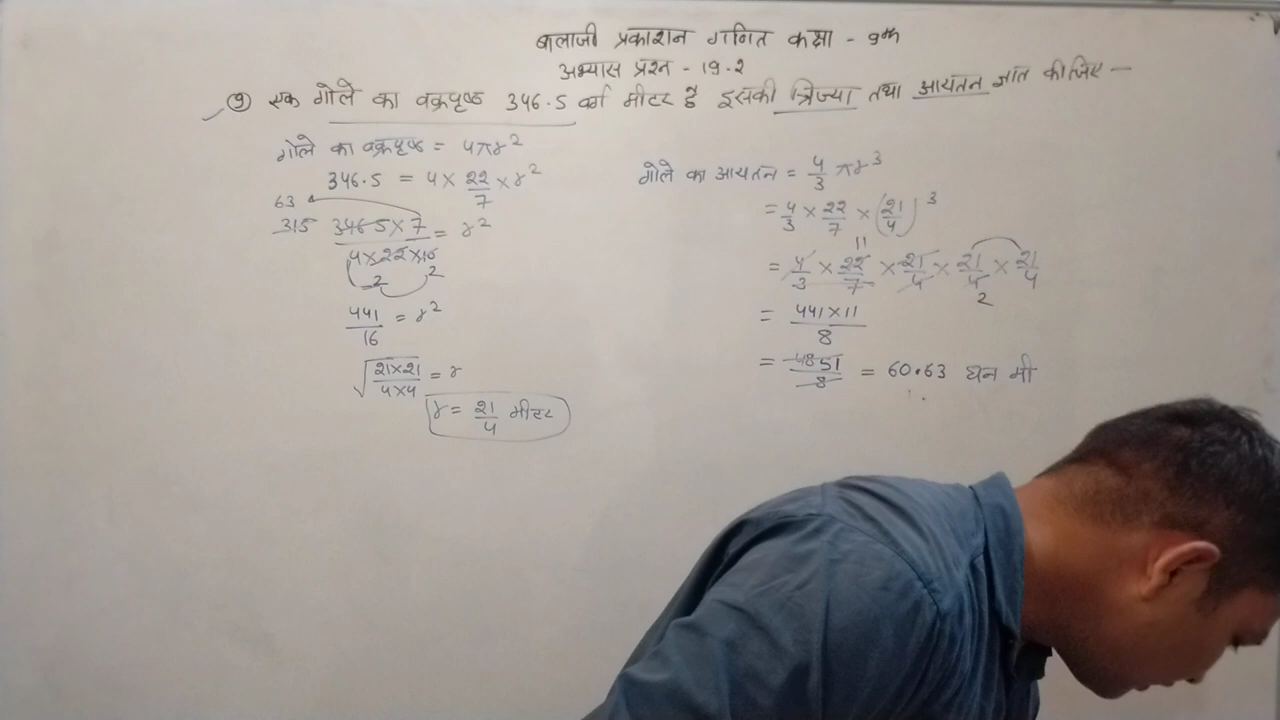 बालाजी प्रकाशन गणित कक्षा - 9th
अभ्यास प्रश्न - 19.2
9) एक गोले का वक्रपृष्ठ 346.5 वर्ग मीटर है इसकी त्रिज्या तथा आयतन ज्ञात कीजिए -
गोले का वक्रपृष्ठ = 4πr²
346.5 = 4 × 22/7 × r²
63
315 3465×7 / 4×22×10 = r²
2 2
441/16 = r²
√21×21/4×4 = r
r = 21/4 मीटर
गोले का आयतन = 4/3 πr³
= 4/3 × 22/7 × (21/4)³
11
= 4/3 × 22/7 × 21/4 × 21/4 × 21/4
2
= 441×11/8
= 4851/8 = 60.63 घन मी